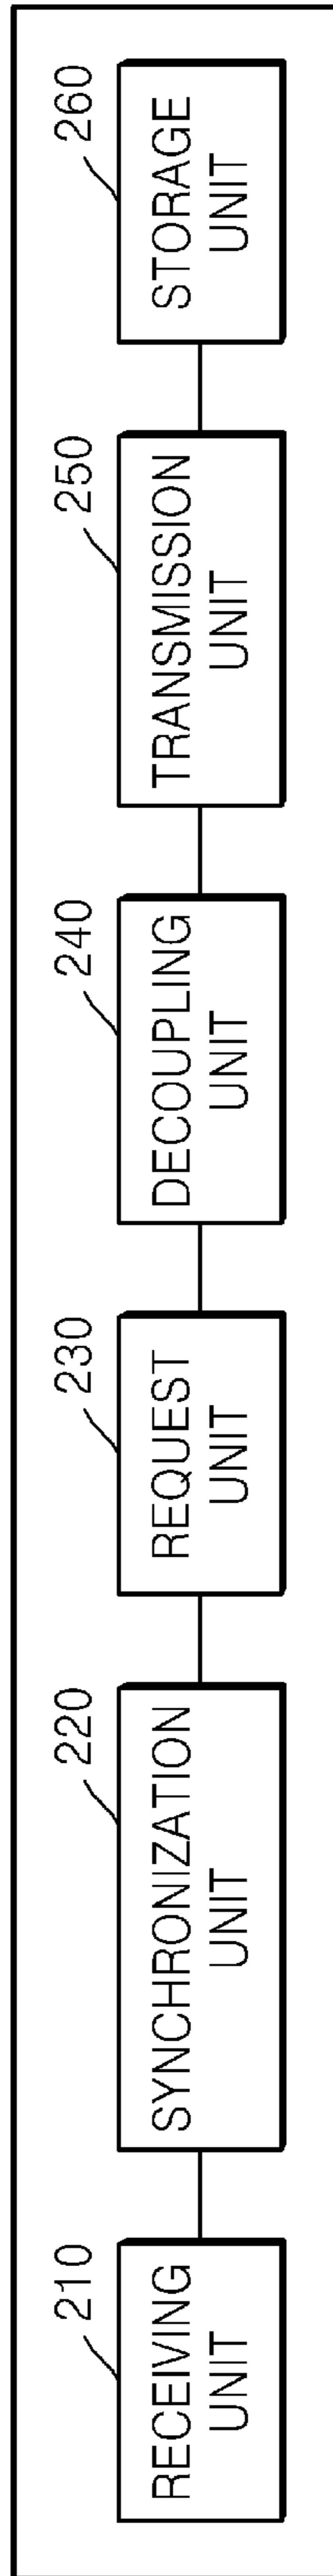 210
RECEIVING
UNIT
220
SYNCHRONIZATION
UNIT
230
REQUEST
UNIT
240
DECOUPLING
UNIT
250
TRANSMISSION
UNIT
260
STORAGE
UNIT